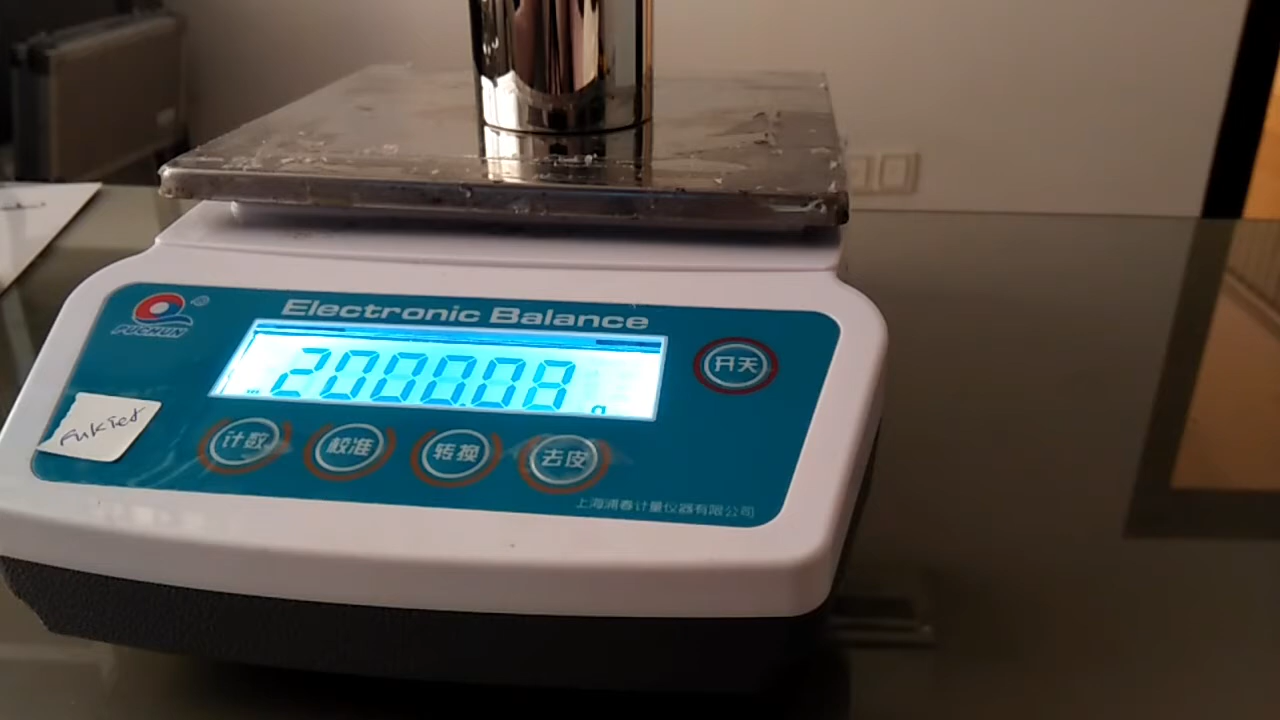 Electronic Balance
®
PUCHUN
2000.08 g
开关
计数
校准
转换
去皮
上海浦春计量仪器有限公司